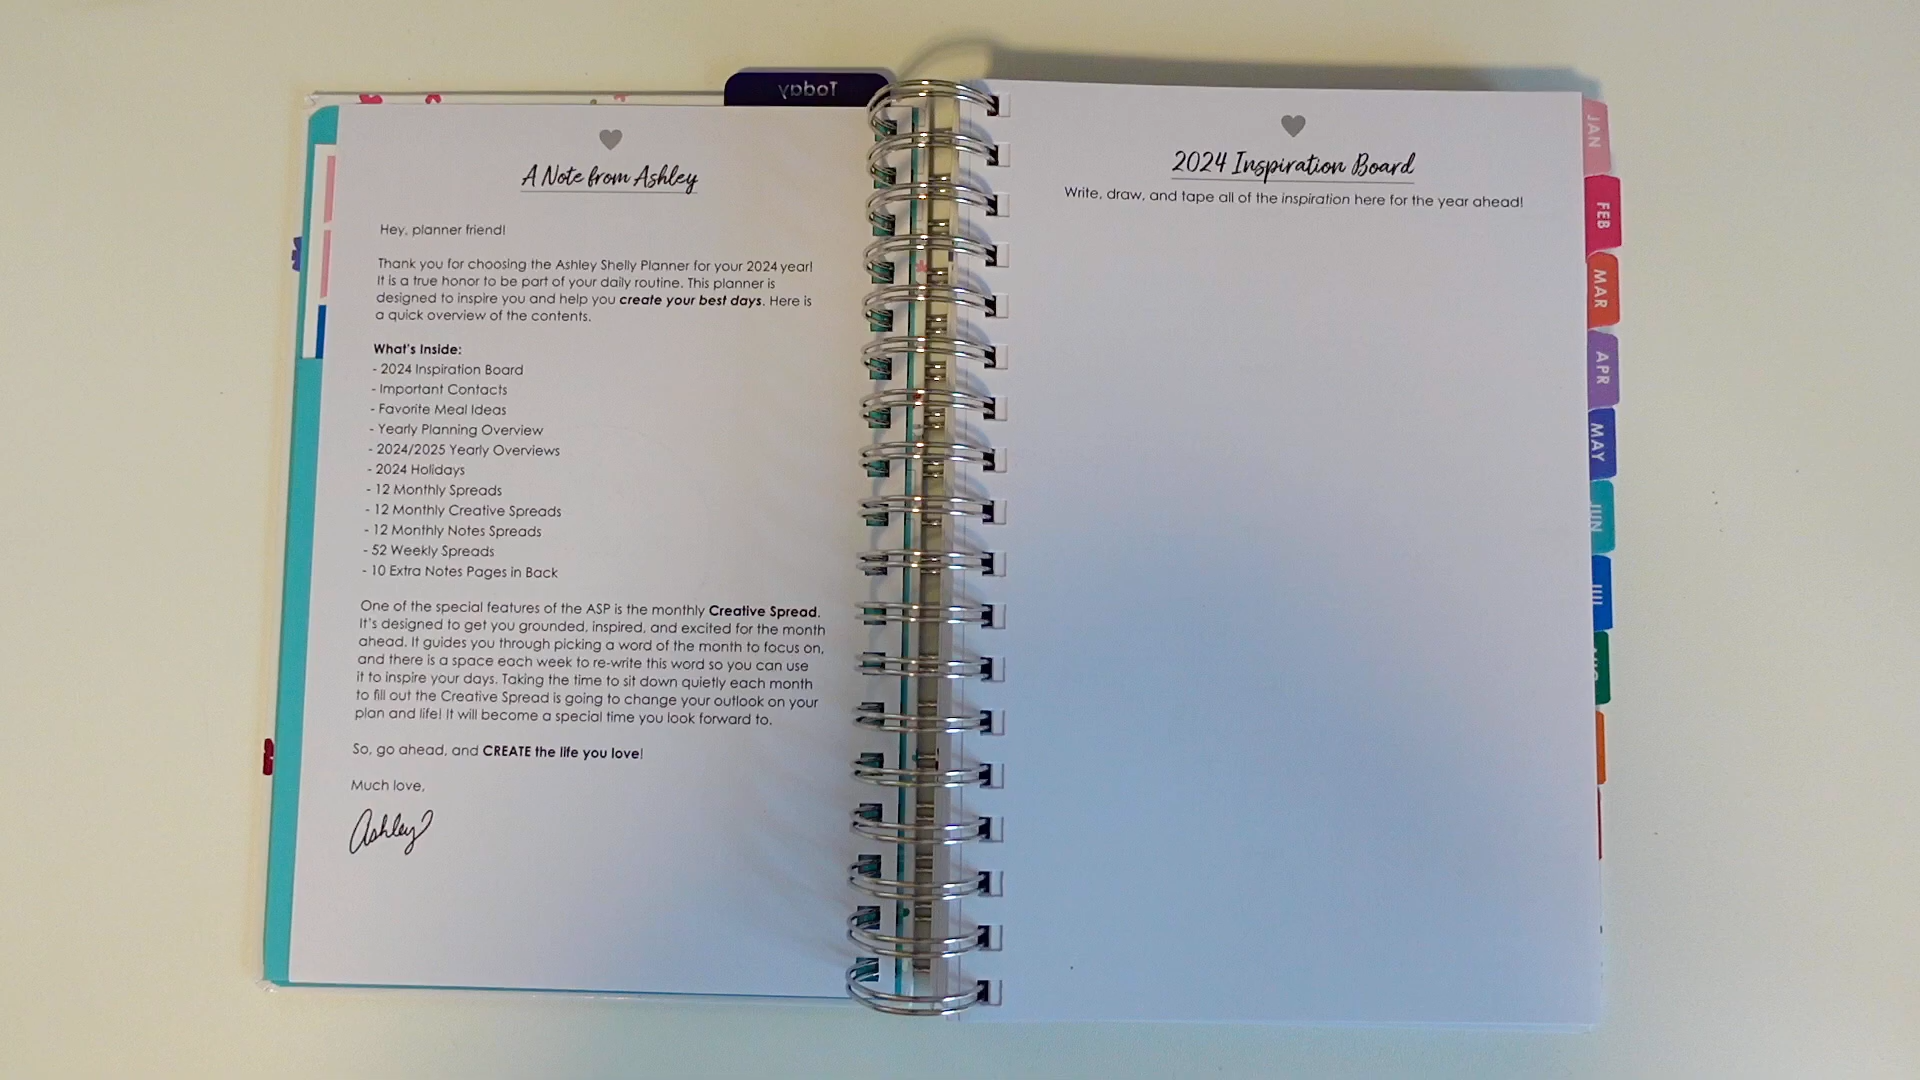 Today
A Note from Ashley
Hey, planner friend!
Thank you for choosing the Ashley Shelly Planner for your 2024 year!
It is a true honor to be part of your daily routine. This planner is
designed to inspire you and help you create your best days. Here is
a quick overview of the contents.
What's Inside:
- 2024 Inspiration Board
- Important Contacts
- Favorite Meal Ideas
- Yearly Planning Overview
- 2024/2025 Yearly Overviews
- 2024 Holidays
- 12 Monthly Spreads
- 12 Monthly Creative Spreads
- 12 Monthly Notes Spreads
- 52 Weekly Spreads
- 10 Extra Notes Pages in Back
One of the special features of the ASP is the monthly Creative Spread.
It's designed to get you grounded, inspired, and excited for the month
ahead. It guides you through picking a word of the month to focus on,
and there is a space each week to re-write this word so you can use
it to inspire your days. Taking the time to sit down quietly each month
to fill out the Creative Spread is going to change your outlook on your
plan and life! It will become a special time you look forward to.
So, go ahead, and CREATE the life you love!
Much love,
Ashley
2024 Inspiration Board
Write, draw, and tape all of the inspiration here for the year ahead!
JAN
FEB
MAR
APR
MAY
JUN
JUL
AUG